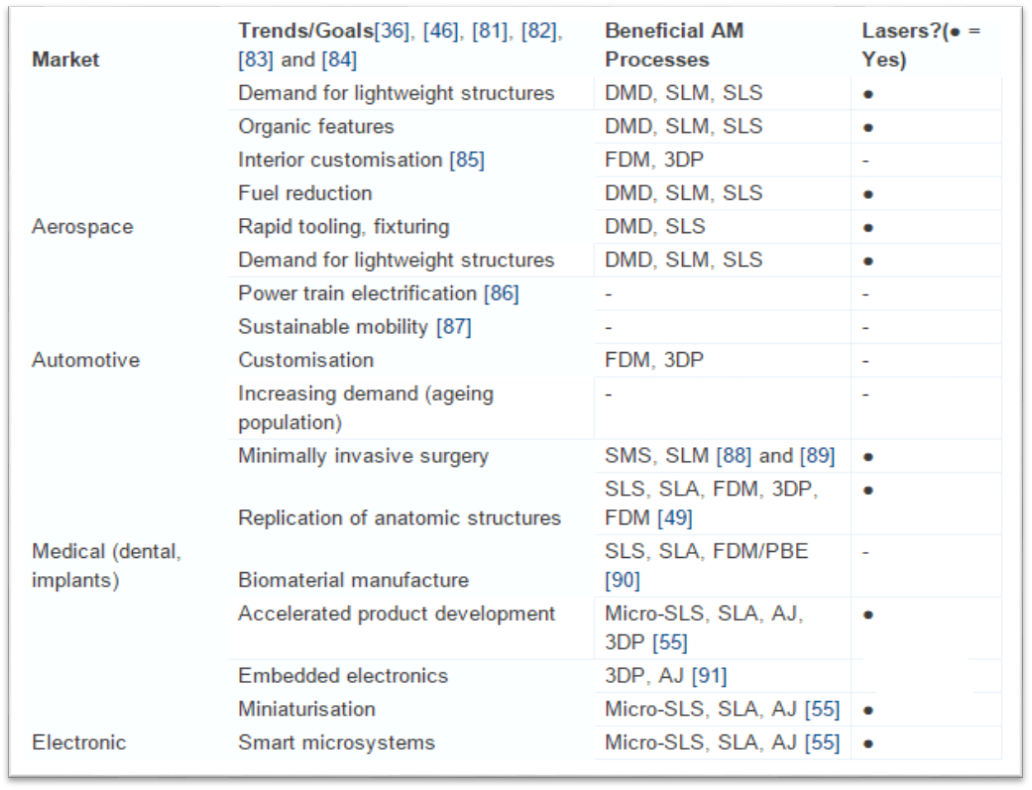 Market Trends/Goals[36], [46], [81], [82], [83] and [84] Beneficial AM Processes Lasers?(● = Yes)
Demand for lightweight structures DMD, SLM, SLS ●
Organic features DMD, SLM, SLS ●
Interior customisation [85] FDM, 3DP -
Fuel reduction DMD, SLM, SLS ●
Aerospace Rapid tooling, fixturing DMD, SLS ●
Demand for lightweight structures DMD, SLM, SLS ●
Power train electrification [86] - -
Sustainable mobility [87] - -
Automotive Customisation FDM, 3DP -
Increasing demand (ageing population) - -
Minimally invasive surgery SMS, SLM [88] and [89] ●
Replication of anatomic structures SLS, SLA, FDM, 3DP, FDM [49] ●
Medical (dental, implants) Biomaterial manufacture SLS, SLA, FDM/PBE [90] -
Accelerated product development Micro-SLS, SLA, AJ, 3DP [55] ●
Embedded electronics 3DP, AJ [91]
Miniaturisation Micro-SLS, SLA, AJ [55] ●
Electronic Smart microsystems Micro-SLS, SLA, AJ [55] ●